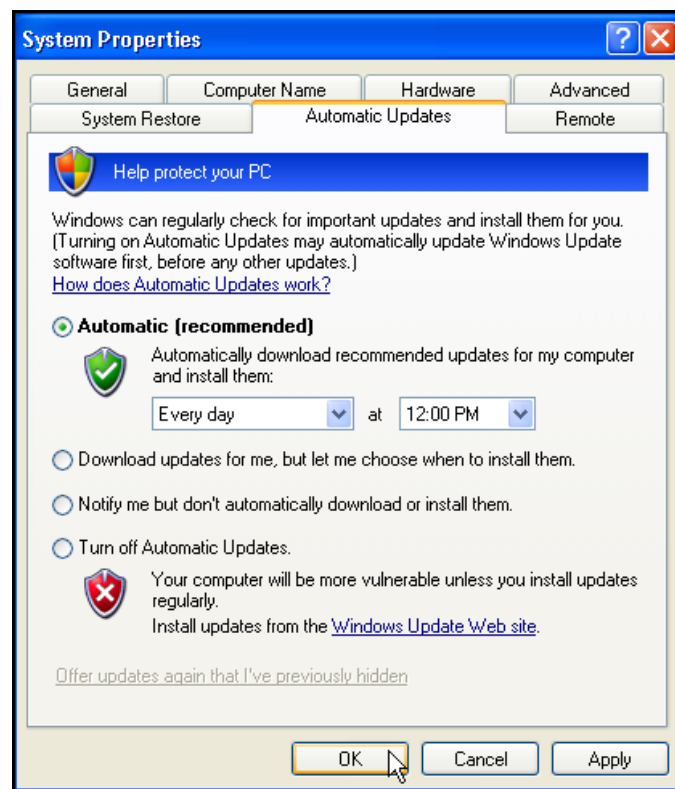 System Properties
General Computer Name Hardware Advanced
System Restore Automatic Updates Remote
Help protect your PC
Windows can regularly check for important updates and install them for you.
(Turning on Automatic Updates may automatically update Windows Update
software first, before any other updates.)
How does Automatic Updates work?
Automatic (recommended)
Automatically download recommended updates for my computer
and install them:
Every day at 12:00 PM
Download updates for me, but let me choose when to install them.
Notify me but don't automatically download or install them.
Turn off Automatic Updates.
Your computer will be more vulnerable unless you install updates
regularly.
Install updates from the Windows Update Web site.
Offer updates again that I've previously hidden
OK Cancel Apply